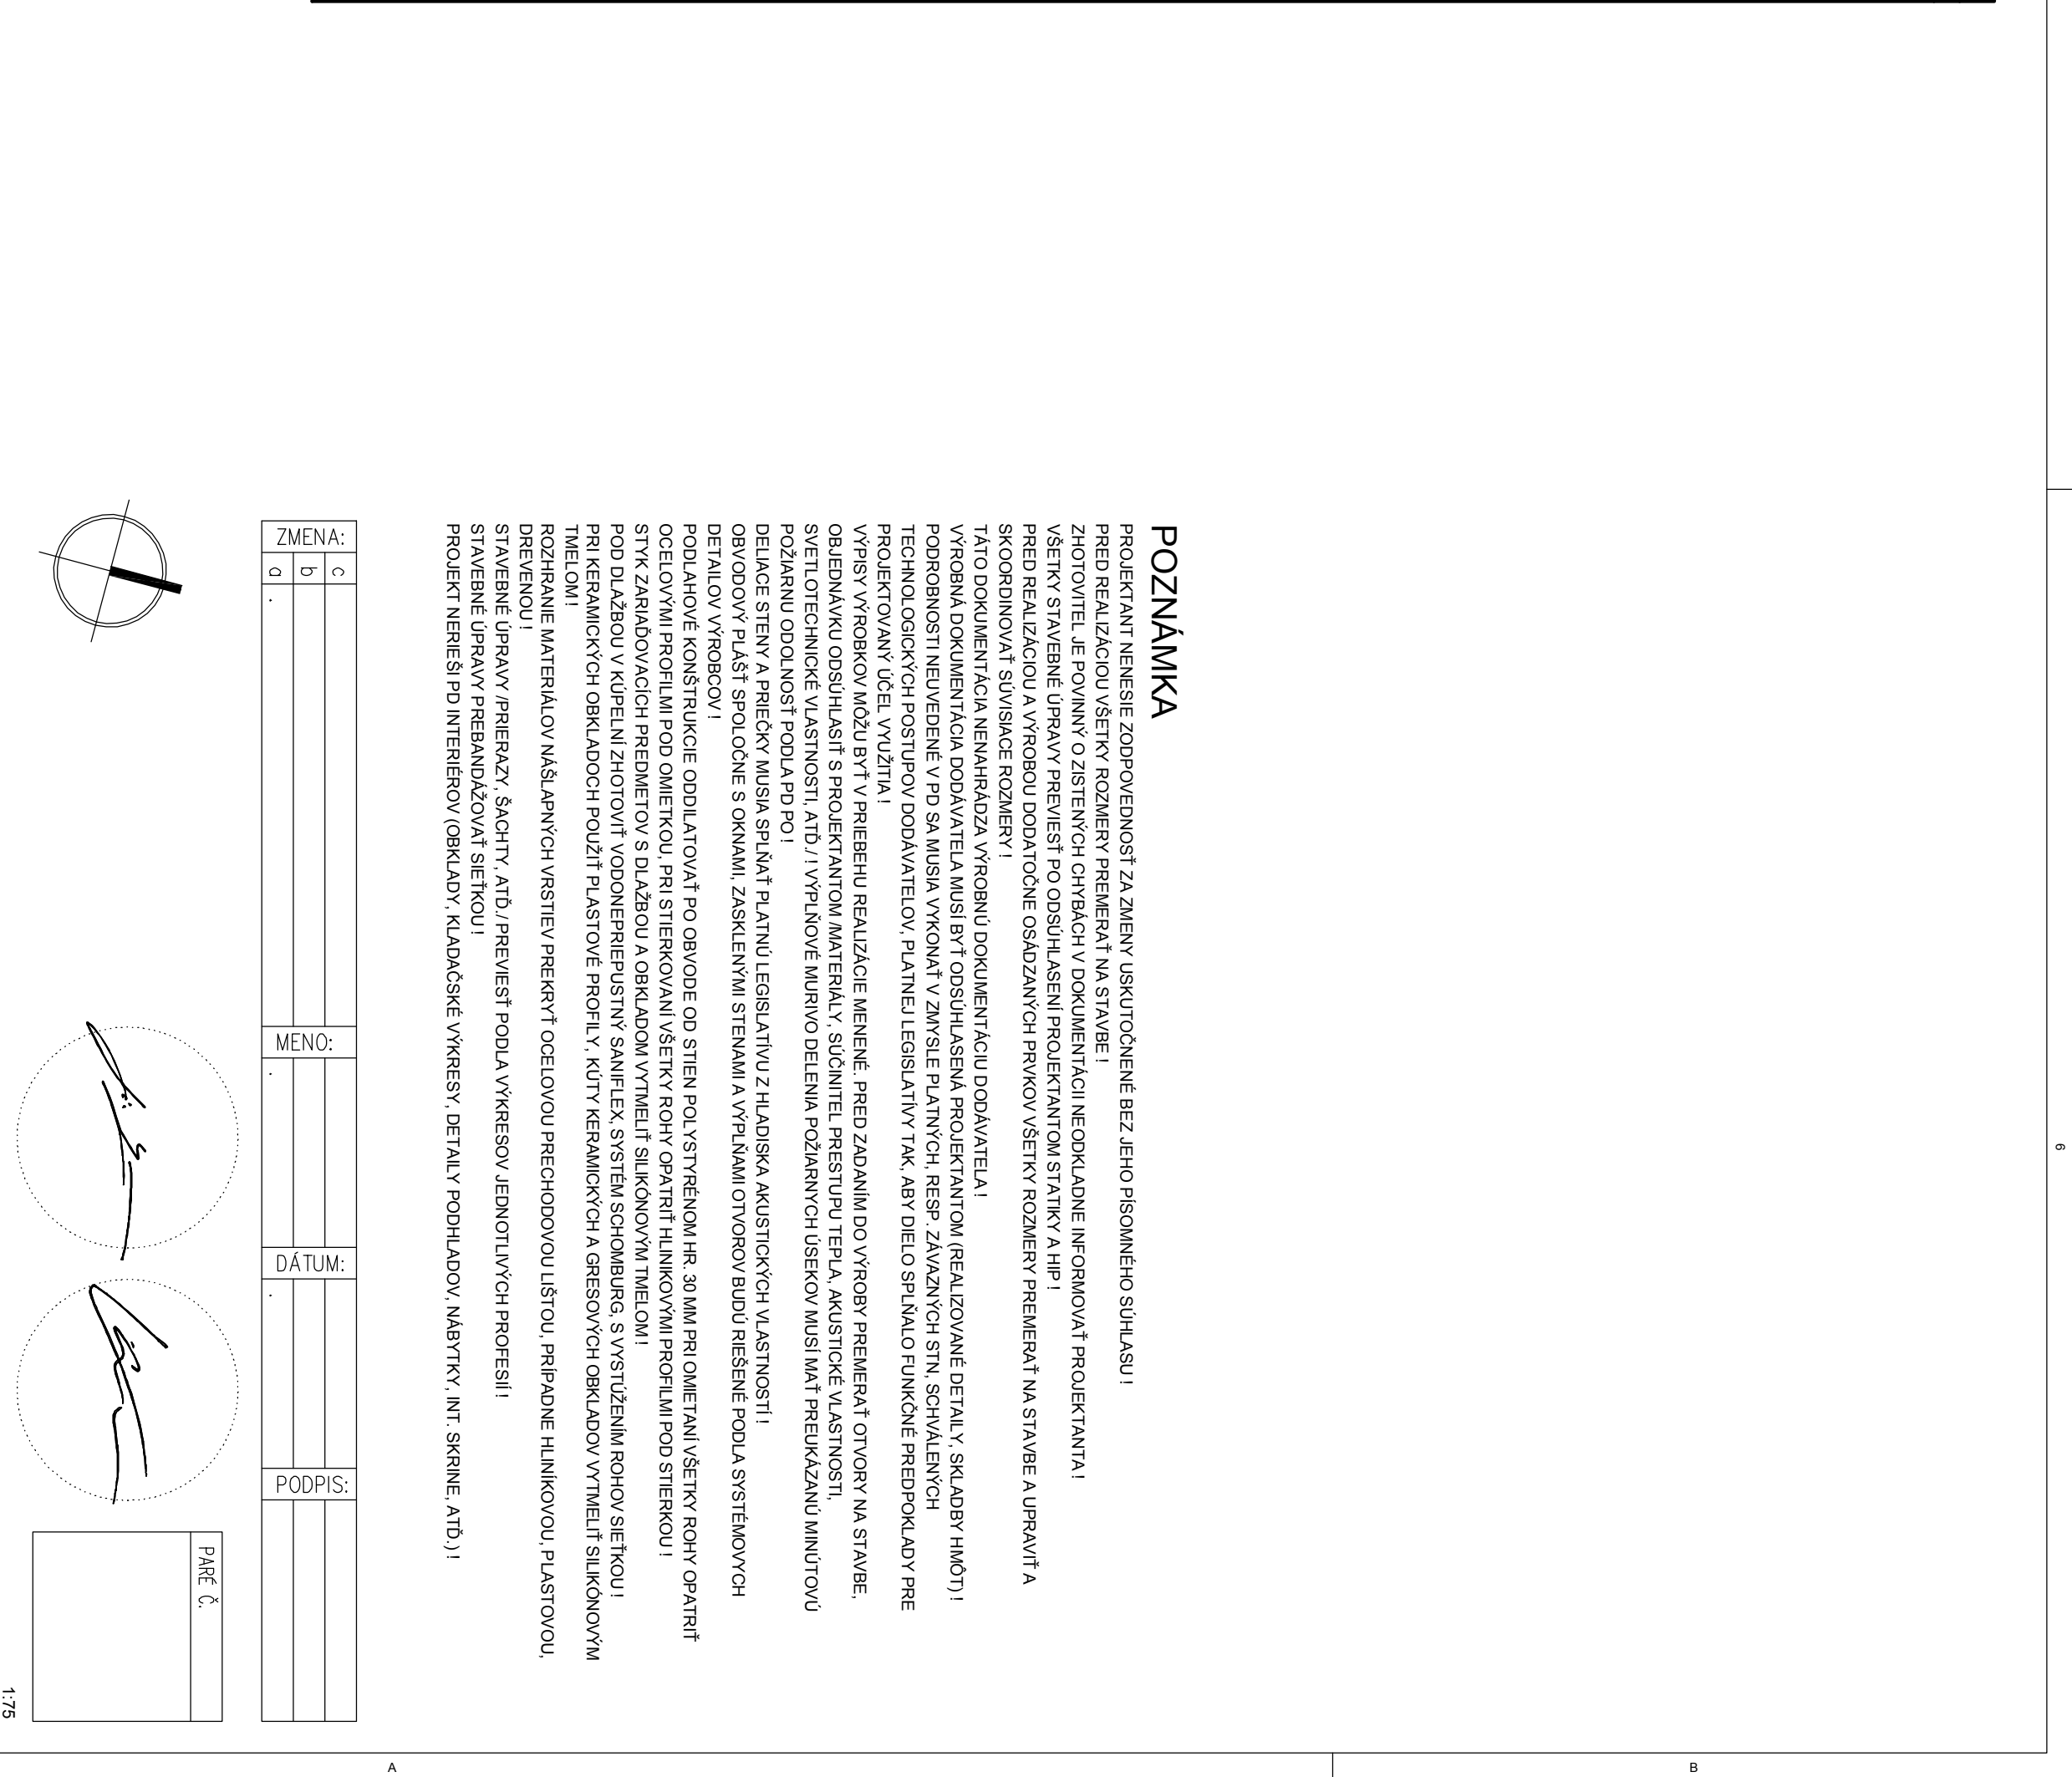 6
B
POZNÁMKA
PROJEKTANT NENESIE ZODPOVEDNOSŤ ZA ZMENY USKUTOČNENÉ BEZ JEHO PÍSOMNÉHO SÚHLASU !
PRED REALIZÁCIOU VŠETKY ROZMERY PREMERAŤ NA STAVBE !
ZHOTOVITEL JE POVINNÝ O ZISTENÝCH CHYBÁCH V DOKUMENTÁCII NEODKLADNE INFORMOVAŤ PROJEKTANTA !
VŠETKY STAVEBNÉ ÚPRAVY PREVIESŤ PO ODSÚHLASENÍ PROJEKTANTOM STATIKY A HIP !
PRED REALIZÁCIOU A VÝROBOU DODATOČNE OSÁDZANÝCH PRVKOV VŠETKY ROZMERY PREMERAŤ NA STAVBE A UPRAVIŤ A
SKOORDINOVAŤ SÚVISIACE ROZMERY !
TÁTO DOKUMENTÁCIA NENAHRÁDZA VÝROBNÚ DOKUMENTÁCIU DODÁVATELA !
VÝROBNÁ DOKUMENTÁCIA DODÁVATELA MUSÍ BYŤ ODSÚHLASENÁ PROJEKTANTOM (REALIZOVANÉ DETAILY, SKLADBY HMÔT) !
PODROBNOSTI NEUVEDENÉ V PD SA MUSIA VYKONAŤ V ZMYSLE PLATNÝCH, RESP. ZÁVAZNÝCH STN, SCHVÁLENÝCH
TECHNOLOGICKÝCH POSTUPOV DODÁVATELOV, PLATNEJ LEGISLATÍVY TAK, ABY DIELO SPLŇALO FUNKČNÉ PREDPOKLADY PRE
PROJEKTOVANÝ ÚČEL VYUŽITIA !
VÝPISY VÝROBKOV MÔŽU BYŤ V PRIEBEHU REALIZÁCIE MENENÉ. PRED ZADANÍM DO VÝROBY PREMERAŤ OTVORY NA STAVBE,
OBJEDNÁVKU ODSÚHLASIŤ S PROJEKTANTOM /MATERIÁLY, SÚČINITEL PRESTUPU TEPLA, AKUSTICKÉ VLASTNOSTI,
SVETLOTECHNICKÉ VLASTNOSTI, ATĎ./ ! VÝPLŇOVÉ MURIVO DELENIA POŽIARNYCH ÚSEKOV MUSÍ MAŤ PREUKÁZANÚ MINÚTOVÚ
POŽIARNU ODOLNOSŤ PODLA PD PO !
DELIACE STENY A PRIEČKY MUSIA SPLŇAŤ PLATNÚ LEGISLATÍVU Z HLADISKA AKUSTICKÝCH VLASTNOSTÍ !
OBVODOVÝ PLÁŠŤ SPOLOČNE S OKNAMI, ZASKLENÝMI STENAMI A VÝPLŇAMI OTVOROV BUDÚ RIEŠENÉ PODLA SYSTÉMOVYCH
DETAILOV VÝROBCOV !
PODLAHOVÉ KONŠTRUKCIE ODDILATOVAŤ PO OBVODE OD STIEN POLYSTYRÉNOM HR. 30 MM PRI OMIETANÍ VŠETKY ROHY OPATRIŤ
OCELOVÝMI PROFILMI POD OMIETKOU, PRI STIERKOVANÍ VŠETKY ROHY OPATRIŤ HLINIKOVÝMI PROFILMI POD STIERKOU !
STYK ZARIAĎOVACÍCH PREDMETOV S DLAŽBOU A OBKLADOM VYTMELIŤ SILIKÓNOVÝM TMELOM !
POD DLAŽBOU V KÚPELNÍ ZHOTOVIŤ VODONEPRIEPUSTNÝ SANIFLEX, SYSTÉM SCHOMBURG, S VYSTÚŽENÍM ROHOV SIEŤKOU !
PRI KERAMICKÝCH OBKLADOCH POUŽIŤ PLASTOVÉ PROFILY, KÚTY KERAMICKÝCH A GRESOVÝCH OBKLADOV VYTMELIŤ SILIKÓNOVÝM
TMELOM !
ROZHRANIE MATERIÁLOV NÁŠLAPNÝCH VRSTIEV PREKRYŤ OCELOVOU PRECHODOVOU LIŠTOU, PRÍPADNE HLINÍKOVOU, PLASTOVOU,
DREVENOU !
STAVEBNÉ ÚPRAVY /PRIERAZY, ŠACHTY, ATĎ./ PREVIESŤ PODLA VÝKRESOV JEDNOTLIVÝCH PROFESIÍ !
STAVEBNÉ ÚPRAVY PREBANDÁŽOVAŤ SIEŤKOU !
PROJEKT NERIEŠI PD INTERIÉROV (OBKLADY, KLADAČSKÉ VÝKRESY, DETAILY PODHLADOV, NÁBYTKY, INT. SKRINE, ATĎ.) !
A
c
b
ZMENA: a . MENO: . DÁTUM: . PODPIS:
PARÉ Č.
1:75